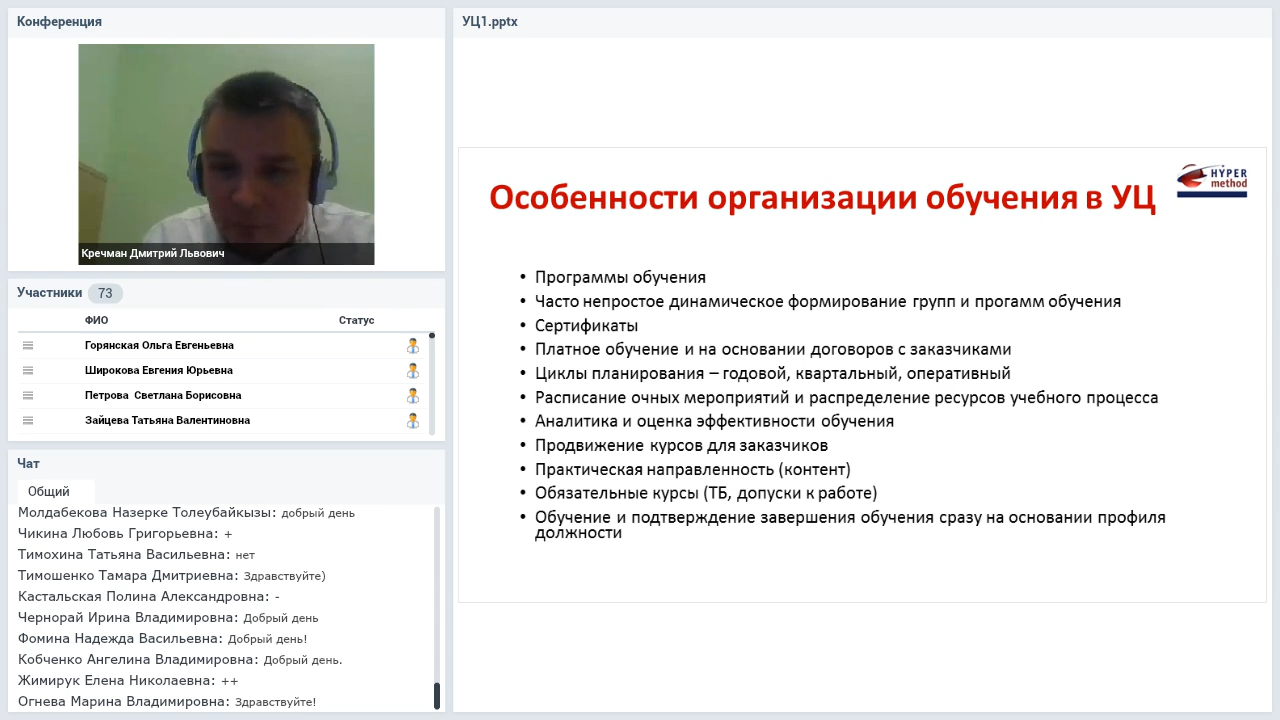 Конференция
Кречман Дмитрий Львович
Участники 73
ФИО Статус
Горянская Ольга Евгеньевна
Широкова Евгения Юрьевна
Петрова Светлана Борисовна
Зайцева Татьяна Валентиновна
Чат
Общий
Молдабекова Назерке Толеубайкызы: добрый день
Чикина Любовь Григорьевна: +
Тимохина Татьяна Васильевна: нет
Тимошенко Тамара Дмитриевна: Здравствуйте)
Кастальская Полина Александровна: -
Чернорай Ирина Владимировна: Добрый день
Фомина Надежда Васильевна: Добрый день!
Кобченко Ангелина Владимировна: Добрый день.
Жимирук Елена Николаевна: ++
Огнева Марина Владимировна: Здравствуйте!
УЦ1.pptx
HYPER
method
Особенности организации обучения в УЦ
• Программы обучения
• Часто непростое динамическое формирование групп и прогамм обучения
• Сертификаты
• Платное обучение и на основании договоров с заказчиками
• Циклы планирования – годовой, квартальный, оперативный
• Расписание очных мероприятий и распределение ресурсов учебного процесса
• Аналитика и оценка эффективности обучения
• Продвижение курсов для заказчиков
• Практическая направленность (контент)
• Обязательные курсы (ТБ, допуски к работе)
• Обучение и подтверждение завершения обучения сразу на основании профиля
должности